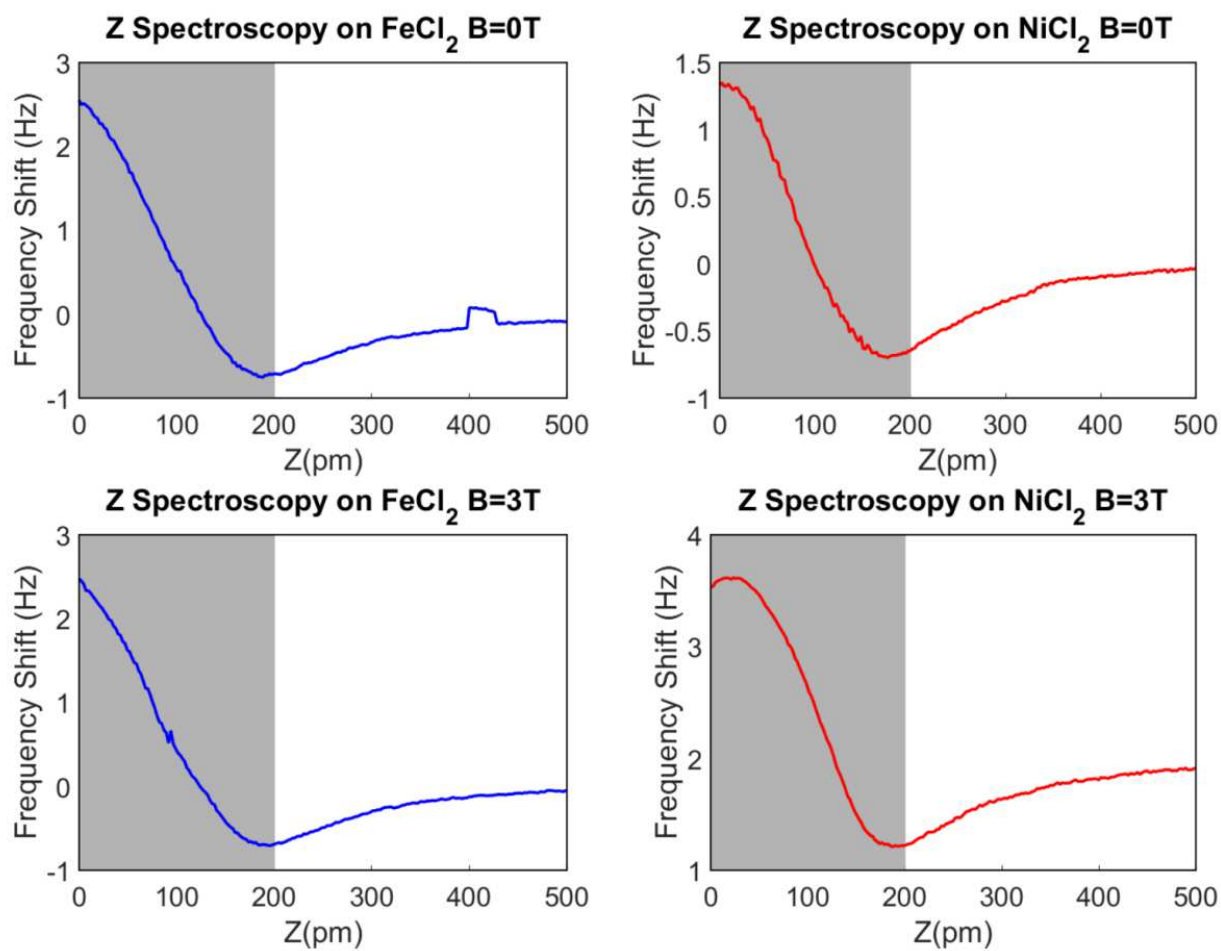 Z Spectroscopy on FeCl2 B=0T
Frequency Shift (Hz)
3
2
1
0
-1
0 100 200 300 400 500
Z(pm)
Z Spectroscopy on NiCl2 B=0T
Frequency Shift (Hz)
1.5
1
0.5
0
-0.5
-1
0 100 200 300 400 500
Z(pm)
Z Spectroscopy on FeCl2 B=3T
Frequency Shift (Hz)
3
2
1
0
-1
0 100 200 300 400 500
Z(pm)
Z Spectroscopy on NiCl2 B=3T
Frequency Shift (Hz)
4
3
2
1
0 100 200 300 400 500
Z(pm)